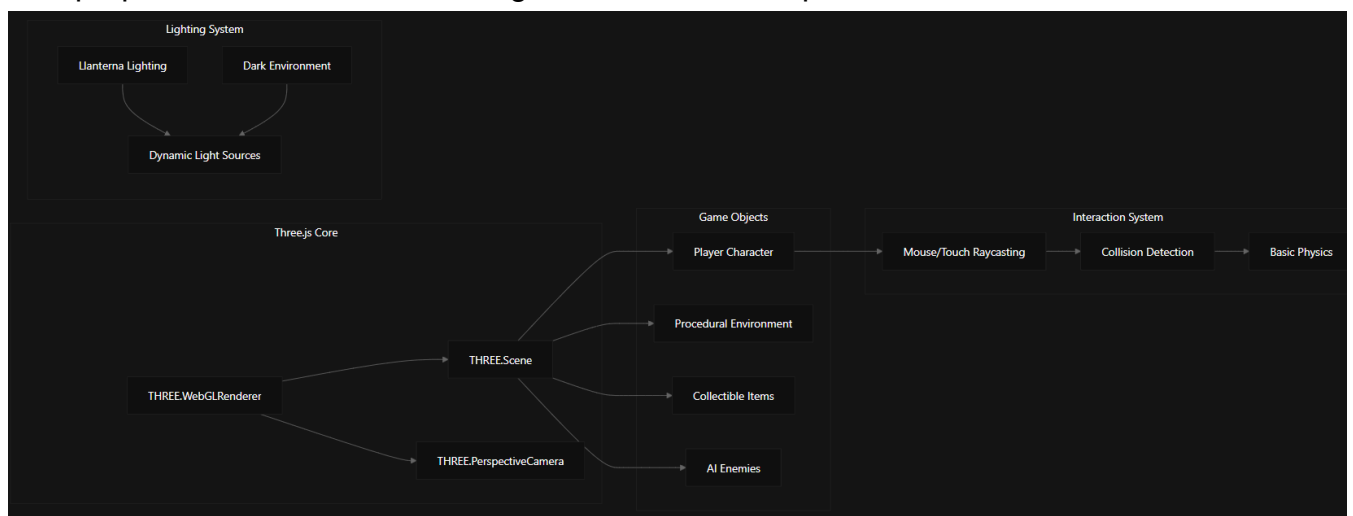 Lighting System
Llanterna Lighting
Dark Environment
Dynamic Light Sources
Three.js Core
THREE.WebGLRenderer
THREE.Scene
THREE.PerspectiveCamera
Game Objects
Player Character
Procedural Environment
Collectible Items
AI Enemies
Interaction System
Mouse/Touch Raycasting
Collision Detection
Basic Physics